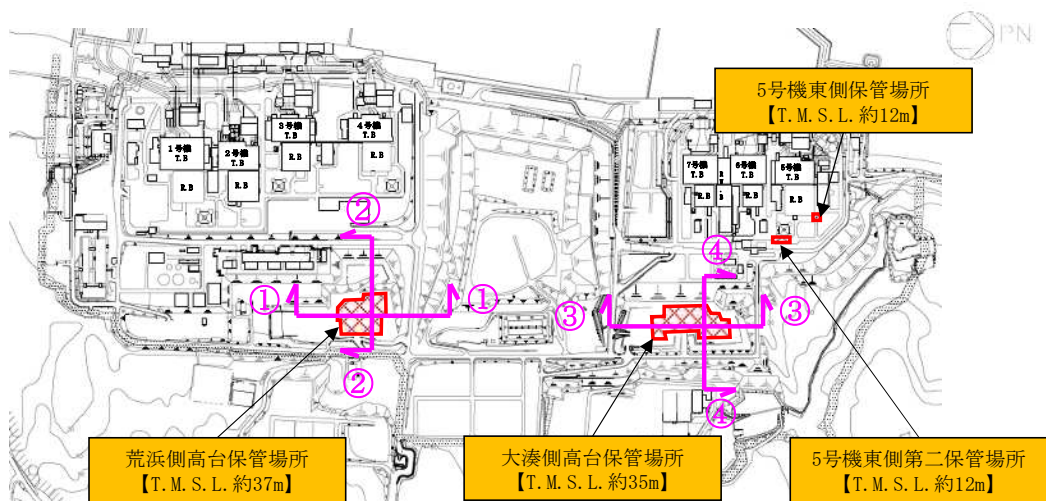 PN
5号機東側保管場所
【T.M.S.L.約12m】
1号機
T.B
2号機
T.B
3号機
T.B
4号機
T.B
R.B
R.B
R.B
R.B
7号機
T.B
6号機
T.B
5号機
T.B
R.B
R.B
R.B
②
④
①
①
③
③
②
④
荒浜側高台保管場所
【T.M.S.L.約37m】
大湊側高台保管場所
【T.M.S.L.約35m】
5号機東側第二保管場所
【T.M.S.L.約12m】